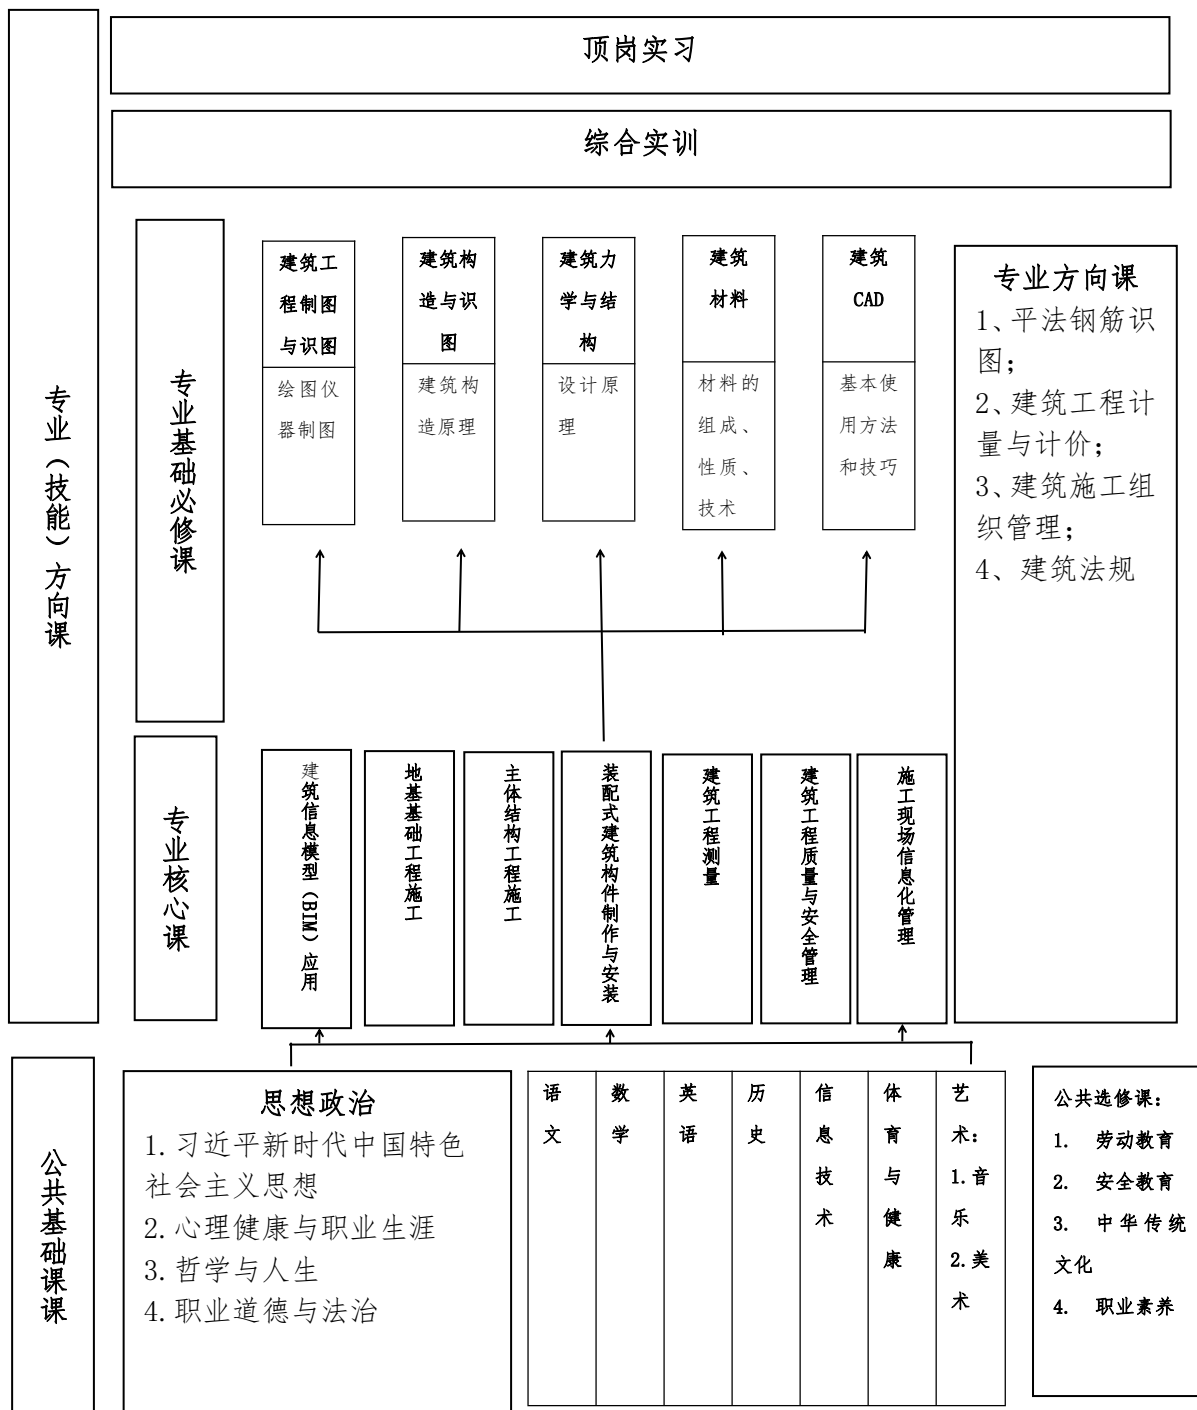 顶岗实习
综合实训
专业（技能）方向课
专业基础必修课
建筑工
程制图
与识图
绘图仪
器制图
建筑构
造与识
图
建筑构
造原理
建筑力
学与结
构
设计原
理
建筑
材料
材料的
组成、
性质、
技术
建筑
CAD
基本使
用方法
和技巧
专业方向课
1、平法钢筋识
图；
2、建筑工程计
量与计价；
3、建筑施工组
织管理；
4、建筑法规
专业核心课
建筑信息模型（BIM）应用
地基基础工程施工
主体结构工程施工
装配式建筑构件制作与安装
建筑工程测量
建筑工程质量与安全管理
施工现场信息化管理
公共基础课课
思想政治
1.习近平新时代中国特色
社会主义思想
2.心理健康与职业生涯
3.哲学与人生
4.职业道德与法治
语
文
数
学
英
语
历
史
信
息
技
术
体
育
与
健
康
艺
术：
1.音
乐
2.美
术
公共选修课：
1. 劳动教育
2. 安全教育
3. 中华传统
文化
4. 职业素养